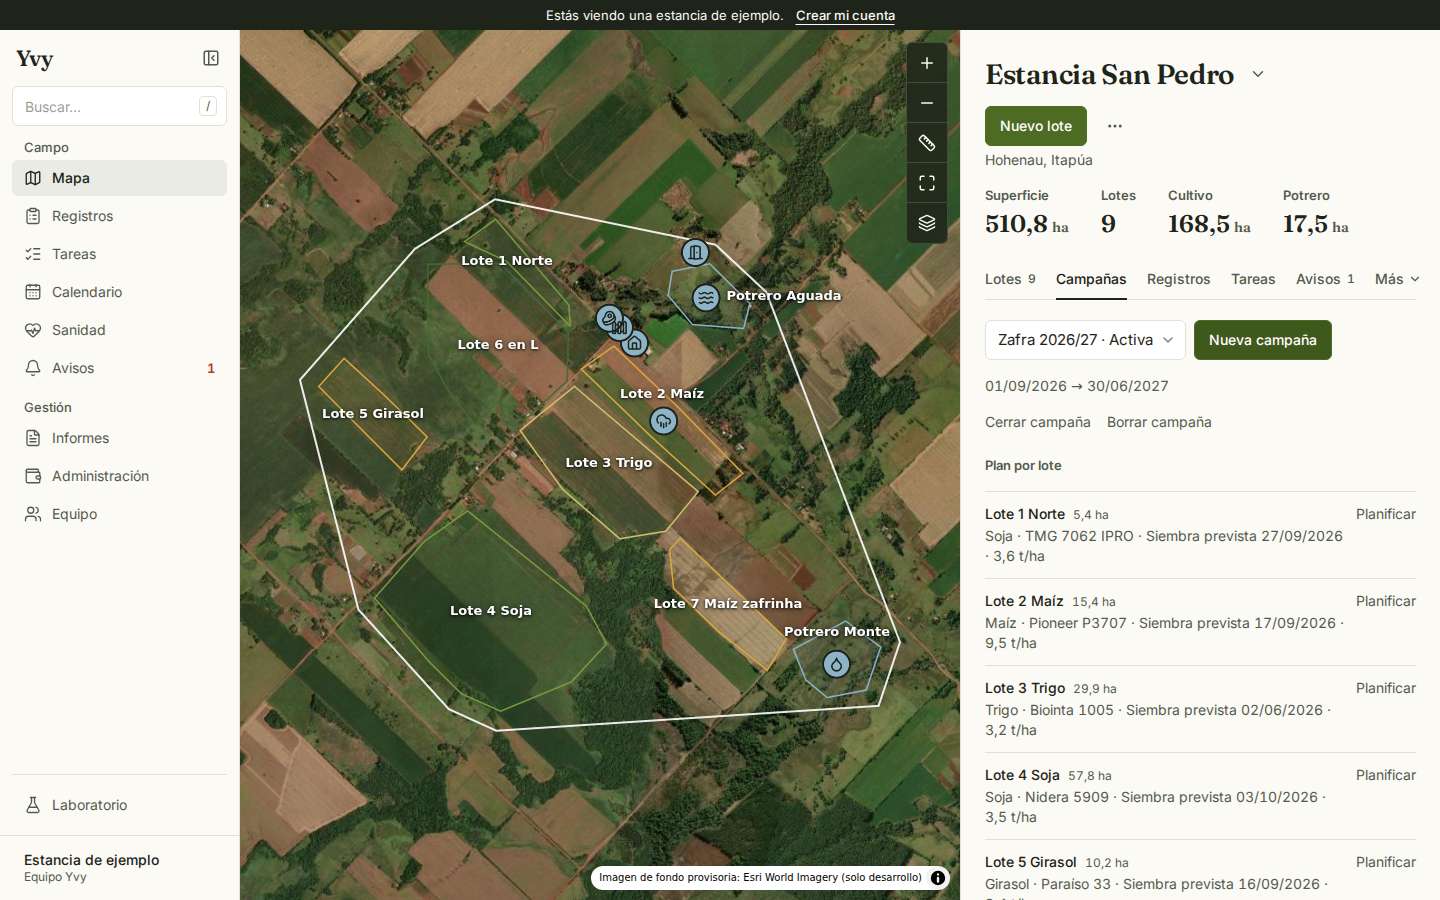 Estás viendo una estancia de ejemplo. Crear mi cuenta
Yvy
Buscar... /
Campo
Mapa
Registros
Tareas
Calendario
Sanidad
Avisos 1
Gestión
Informes
Administración
Equipo
Laboratorio
Estancia de ejemplo
Equipo Yvy
Lote 1 Norte
Potrero Aguada
Lote 6 en L
Lote 2 Maíz
Lote 5 Girasol
Lote 3 Trigo
Lote 7 Maíz zafrinha
Lote 4 Soja
Potrero Monte
Imagen de fondo provisoria: Esri World Imagery (solo desarrollo)
Estancia San Pedro
Nuevo lote
Hohenau, Itapúa
Superficie Lotes Cultivo Potrero
510,8 ha 9 168,5 ha 17,5 ha
Lotes 9 Campañas Registros Tareas Avisos 1 Más
Zafra 2026/27 · Activa Nueva campaña
01/09/2026 → 30/06/2027
Cerrar campaña Borrar campaña
Plan por lote
Lote 1 Norte 5,4 ha Planificar
Soja · TMG 7062 IPRO · Siembra prevista 27/09/2026
· 3,6 t/ha
Lote 2 Maíz 15,4 ha Planificar
Maíz · Pioneer P3707 · Siembra prevista 17/09/2026 ·
9,5 t/ha
Lote 3 Trigo 29,9 ha Planificar
Trigo · Biointa 1005 · Siembra prevista 02/06/2026 ·
3,2 t/ha
Lote 4 Soja 57,8 ha Planificar
Soja · Nidera 5909 · Siembra prevista 03/10/2026 ·
3,5 t/ha
Lote 5 Girasol 10,2 ha Planificar
Girasol · Paraíso 33 · Siembra prevista 16/09/2026 ·